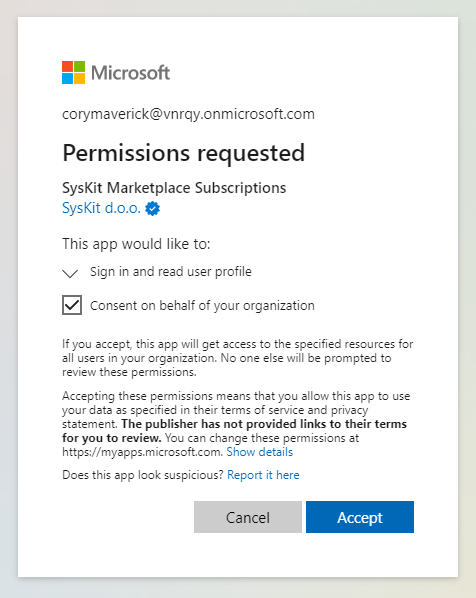 Microsoft
corymaverick@vnrqy.onmicrosoft.com
Permissions requested
SysKit Marketplace Subscriptions
SysKit d.o.o.
This app would like to:
Sign in and read user profile
Consent on behalf of your organization
If you accept, this app will get access to the specified resources for
all users in your organization. No one else will be prompted to
review these permissions.
Accepting these permissions means that you allow this app to use
your data as specified in their terms of service and privacy
statement. The publisher has not provided links to their terms
for you to review. You can change these permissions at
https://myapps.microsoft.com. Show details
Does this app look suspicious? Report it here
Cancel
Accept